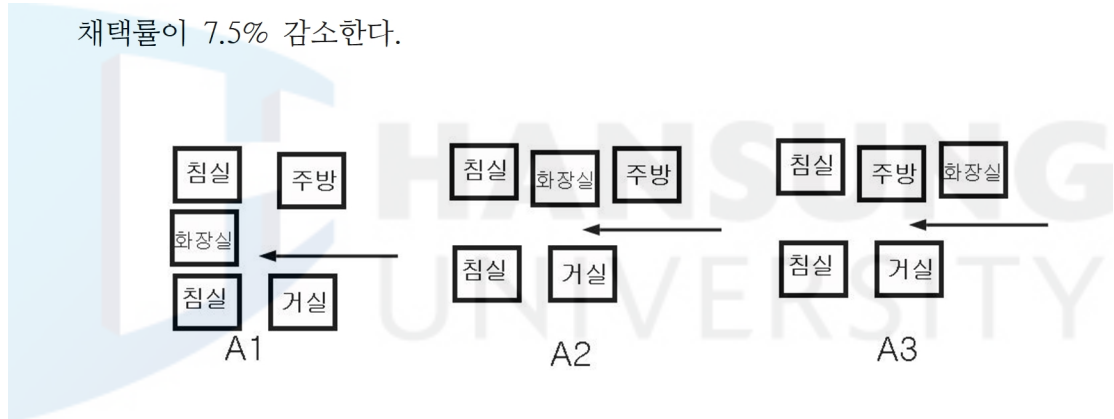 채택률이 7.5% 감소한다.
HANSUNG
UNIVERSITY
침실 주방
화장실
침실 거실
A1
침실 화장실 주방
침실 거실
A2
침실 주방 화장실
침실 거실
A3